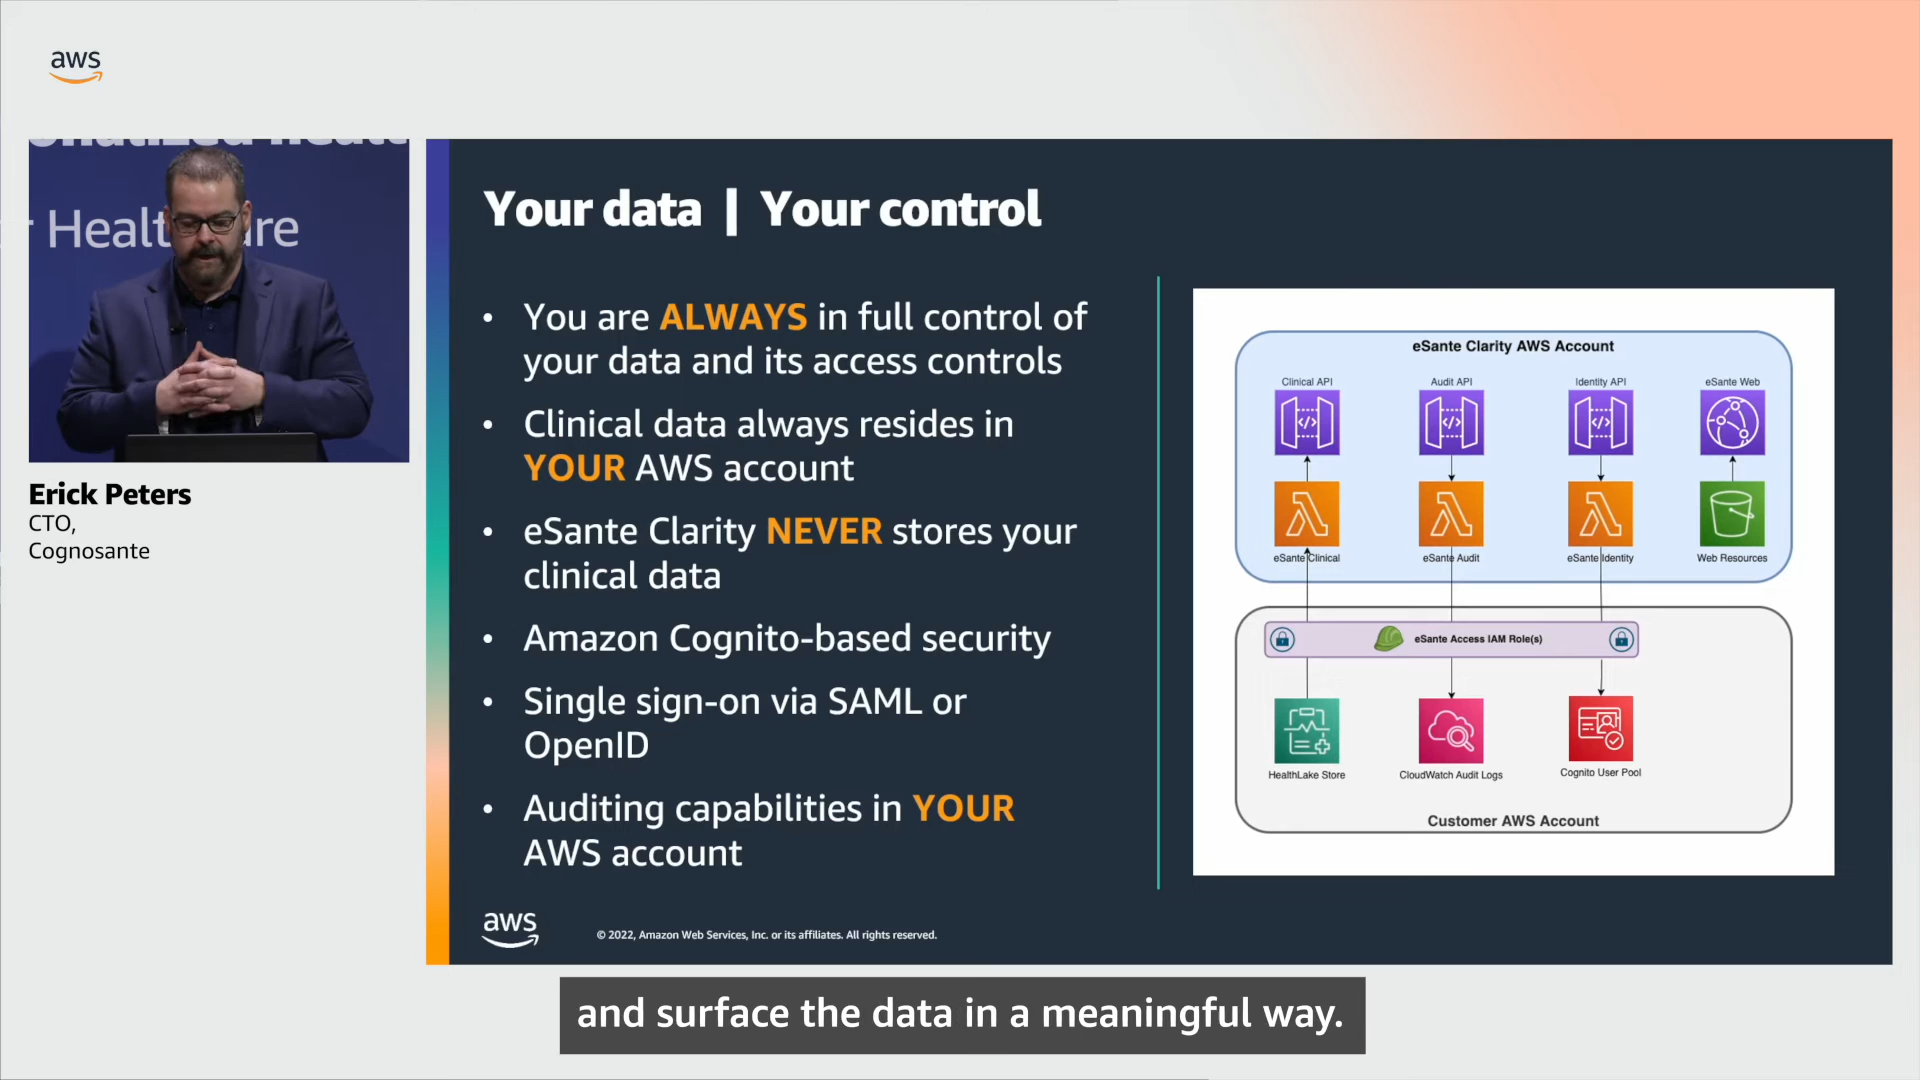 aws
r Healt re
Erick Peters
CTO,
Cognosante
Your data | Your control
• You are ALWAYS in full control of
your data and its access controls
• Clinical data always resides in
YOUR AWS account
• eSante Clarity NEVER stores your
clinical data
• Amazon Cognito-based security
• Single sign-on via SAML or
OpenID
• Auditing capabilities in YOUR
AWS account
eSante Clarity AWS Account
Clinical API Audit API Identity API eSante Web
eSante Clinical eSante Audit eSante Identity Web Resources
eSante Access IAM Role(s)
HealthLake Store CloudWatch Audit Logs Cognito User Pool
Customer AWS Account
aws
© 2022, Amazon Web Services, Inc. or its affiliates. All rights reserved.
and surface the data in a meaningful way.